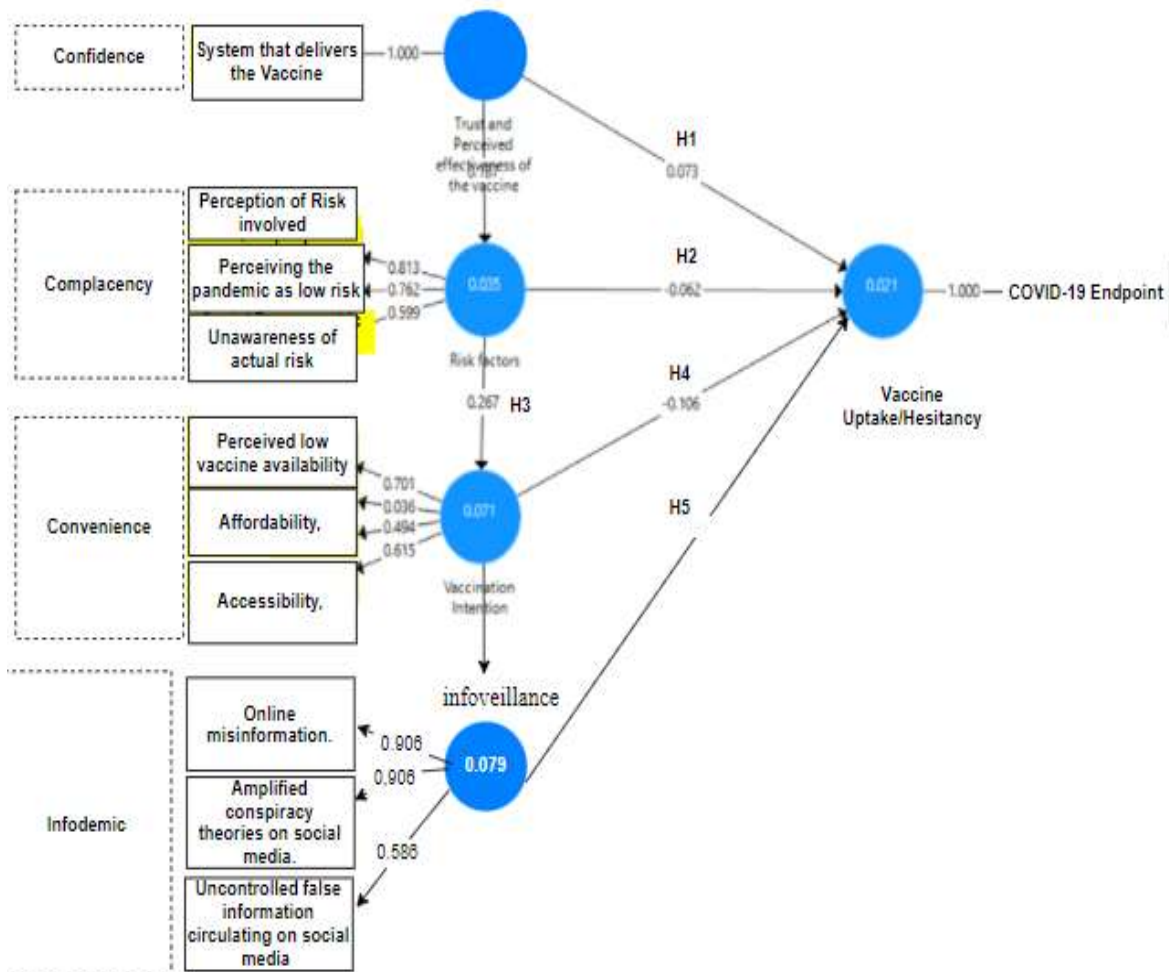 Confidence
System that delivers
the Vaccine
1.000
Trust and
Perceived
effectiveness of
the vaccine
H1
0.073
Complacency
Perception of Risk
involved
Perceiving the
pandemic as low risk
Unawareness of
actual risk
0.813
0.762
0.599
0.035
Risk factors
H2
-0.062
0.021
1.000
COVID-19 Endpoint
Vaccine
Uptake/Hesitancy
0.267
H3
H4
-0.106
Convenience
Perceived low
vaccine availability
Affordability,
Accessibility,
0.701
0.036
0.494
0.615
0.071
Vaccination
Intention
H5
infoveillance
Infodemic
Online
misinformation.
Amplified
conspiracy
theories on social
media.
Uncontrolled false
information
circulating on social
media
0.906
0.906
0.586
0.079